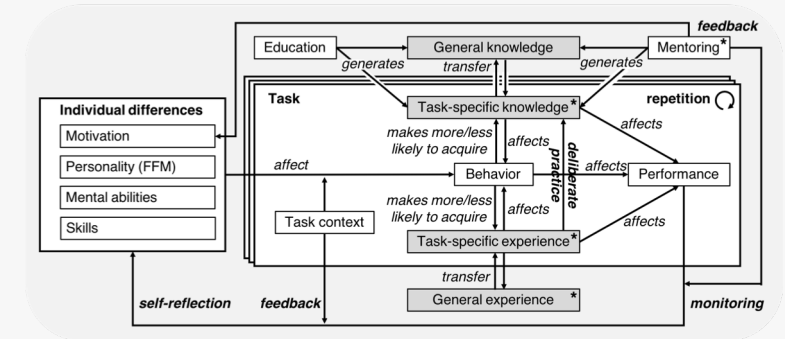 feedback
Education
General knowledge
Mentoring*
generates
transfer
generates
Task
Task-specific knowledge*
repetition
Individual differences
Motivation
Personality (FFM)
Mental abilities
Skills
makes more/less
likely to acquire
affects
affects
deliberate
practice
affect
Behavior
affects
Performance
Task context
makes more/less
likely to acquire
affects
affects
Task-specific experience*
transfer
General experience *
self-reflection
feedback
monitoring